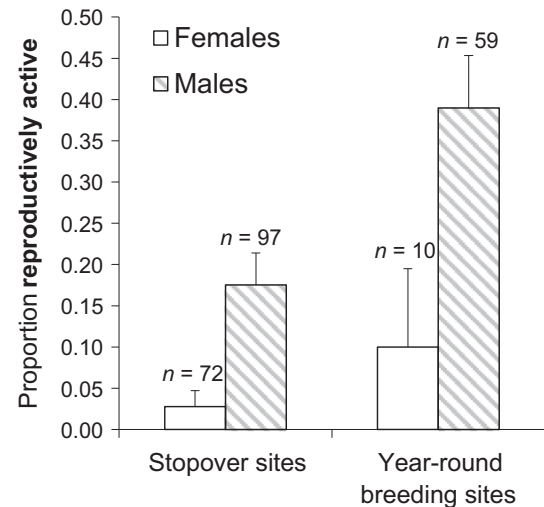 Proportion reproductively active
0.50
0.45
0.40
0.35
0.30
0.25
0.20
0.15
0.10
0.05
0.00
Females
Males
n = 72
n = 97
n = 10
n = 59
Stopover sites
Year-round
breeding sites